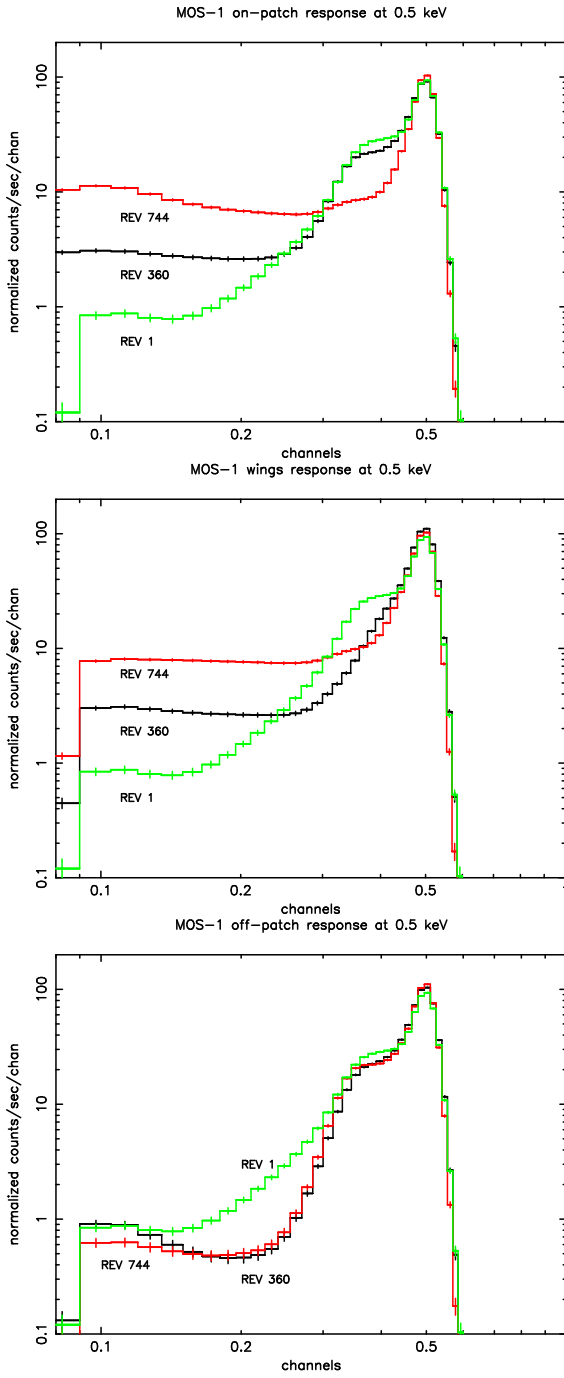 MOS-1 on-patch response at 0.5 keV
normalized counts/sec/chan
100
10
1
0.1
REV 744
REV 360
REV 1
0.1
0.2
0.5
channels
MOS-1 wings response at 0.5 keV
normalized counts/sec/chan
100
10
1
0.1
REV 744
REV 360
REV 1
0.1
0.2
0.5
1
channels
MOS-1 off-patch response at 0.5 keV
normalized counts/sec/chan
100
10
1
0.1
REV 1
REV 744
REV 360
0.1
0.2
0.5
channels